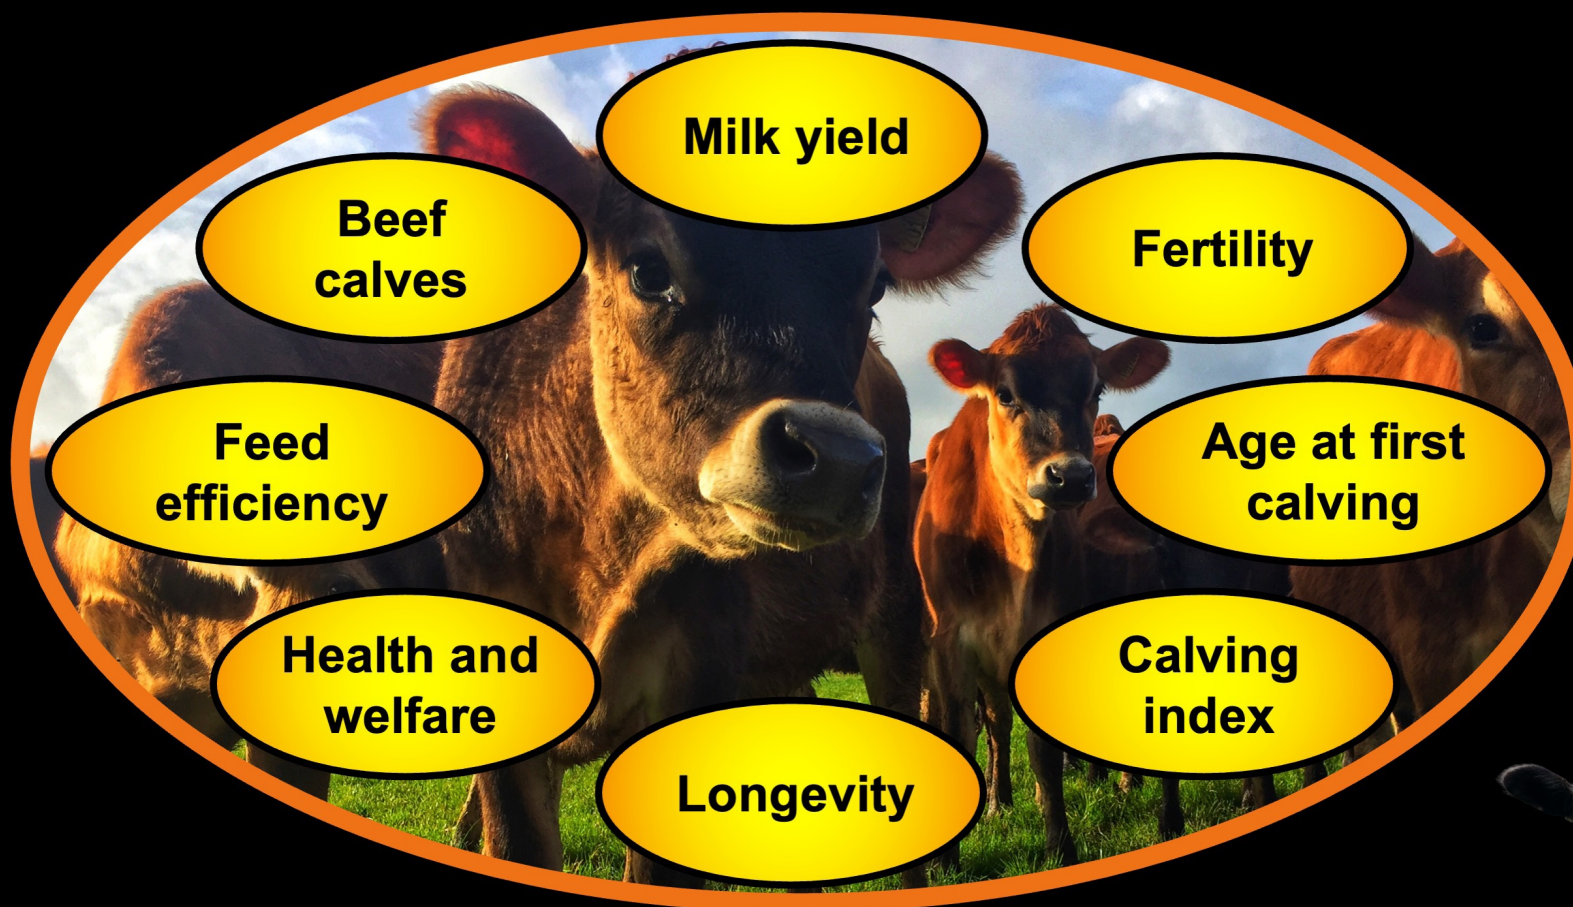 Milk yield
Beef
calves
Fertility
Feed
efficiency
Age at first
calving
Health and
welfare
Calving
index
Longevity